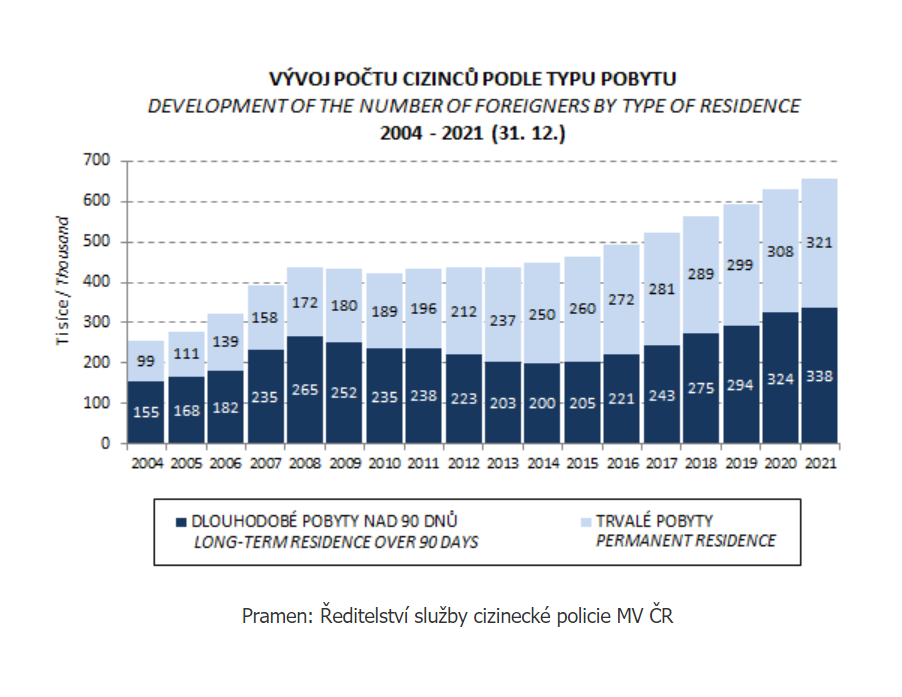 VÝVOJ POČTU CIZINCŮ PODLE TYPU POBYTU
DEVELOPMENT OF THE NUMBER OF FOREIGNERS BY TYPE OF RESIDENCE
2004 - 2021 (31. 12.)
Tisíce / Thousand
700
600
500
400
300
200
100
0
99 111 139 158 172 180 189 196 212 237 250 260 272 281 289 299 308 321
155 168 182 235 265 252 235 238 223 203 200 205 221 243 275 294 324 338
2004 2005 2006 2007 2008 2009 2010 2011 2012 2013 2014 2015 2016 2017 2018 2019 2020 2021
DLOUHODOBÉ POBYTY NAD 90 DNŮ
LONG-TERM RESIDENCE OVER 90 DAYS
TRVALÉ POBYTY
PERMANENT RESIDENCE
Pramen: Ředitelství služby cizinecké policie MV ČR